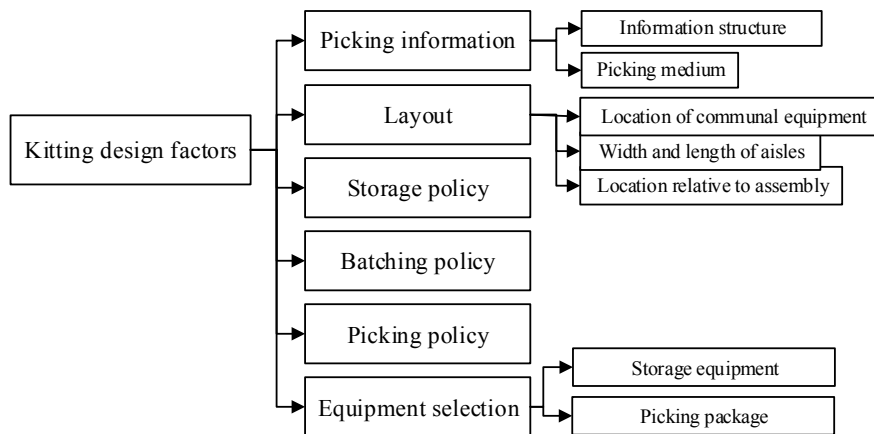 Kitting design factors
Picking information
Information structure
Picking medium
Layout
Location of communal equipment
Width and length of aisles
Location relative to assembly
Storage policy
Batching policy
Picking policy
Equipment selection
Storage equipment
Picking package